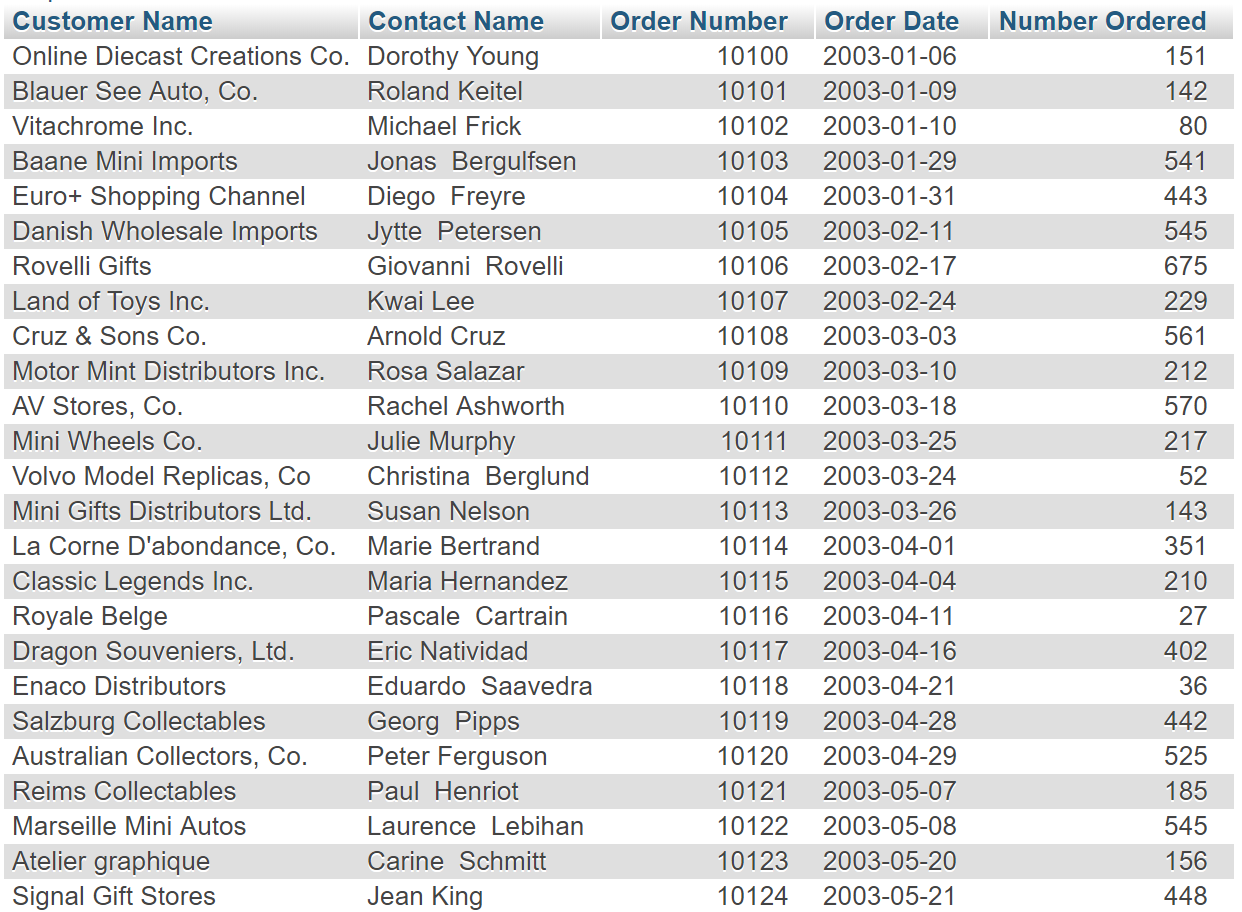 Customer Name Contact Name Order Number Order Date Number Ordered
Online Diecast Creations Co. Dorothy Young 10100 2003-01-06 151
Blauer See Auto, Co. Roland Keitel 10101 2003-01-09 142
Vitachrome Inc. Michael Frick 10102 2003-01-10 80
Baane Mini Imports Jonas  Bergulfsen 10103 2003-01-29 541
Euro+ Shopping Channel Diego  Freyre 10104 2003-01-31 443
Danish Wholesale Imports Jytte  Petersen 10105 2003-02-11 545
Rovelli Gifts Giovanni  Rovelli 10106 2003-02-17 675
Land of Toys Inc. Kwai Lee 10107 2003-02-24 229
Cruz & Sons Co. Arnold Cruz 10108 2003-03-03 561
Motor Mint Distributors Inc. Rosa Salazar 10109 2003-03-10 212
AV Stores, Co. Rachel Ashworth 10110 2003-03-18 570
Mini Wheels Co. Julie Murphy 10111 2003-03-25 217
Volvo Model Replicas, Co Christina  Berglund 10112 2003-03-24 52
Mini Gifts Distributors Ltd. Susan Nelson 10113 2003-03-26 143
La Corne D'abondance, Co. Marie Bertrand 10114 2003-04-01 351
Classic Legends Inc. Maria Hernandez 10115 2003-04-04 210
Royale Belge Pascale  Cartrain 10116 2003-04-11 27
Dragon Souveniers, Ltd. Eric Natividad 10117 2003-04-16 402
Enaco Distributors Eduardo  Saavedra 10118 2003-04-21 36
Salzburg Collectables Georg  Pipps 10119 2003-04-28 442
Australian Collectors, Co. Peter Ferguson 10120 2003-04-29 525
Reims Collectables Paul  Henriot 10121 2003-05-07 185
Marseille Mini Autos Laurence  Lebihan 10122 2003-05-08 545
Atelier graphique Carine  Schmitt 10123 2003-05-20 156
Signal Gift Stores Jean King 10124 2003-05-21 448